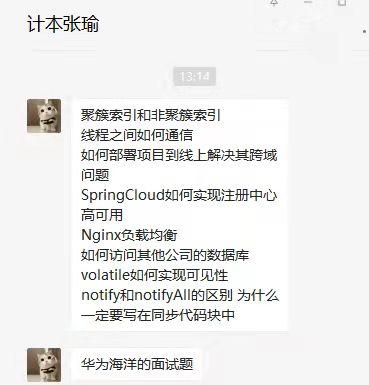 计本张瑜
13:14
聚簇索引和非聚簇索引
线程之间如何通信
如何部署项目到线上解决其跨域
问题
SpringCloud如何实现注册中心
高可用
Nginx负载均衡
如何访问其他公司的数据库
volatile如何实现可见性
notify和notifyAll的区别 为什么
一定要写在同步代码块中
华为海洋的面试题